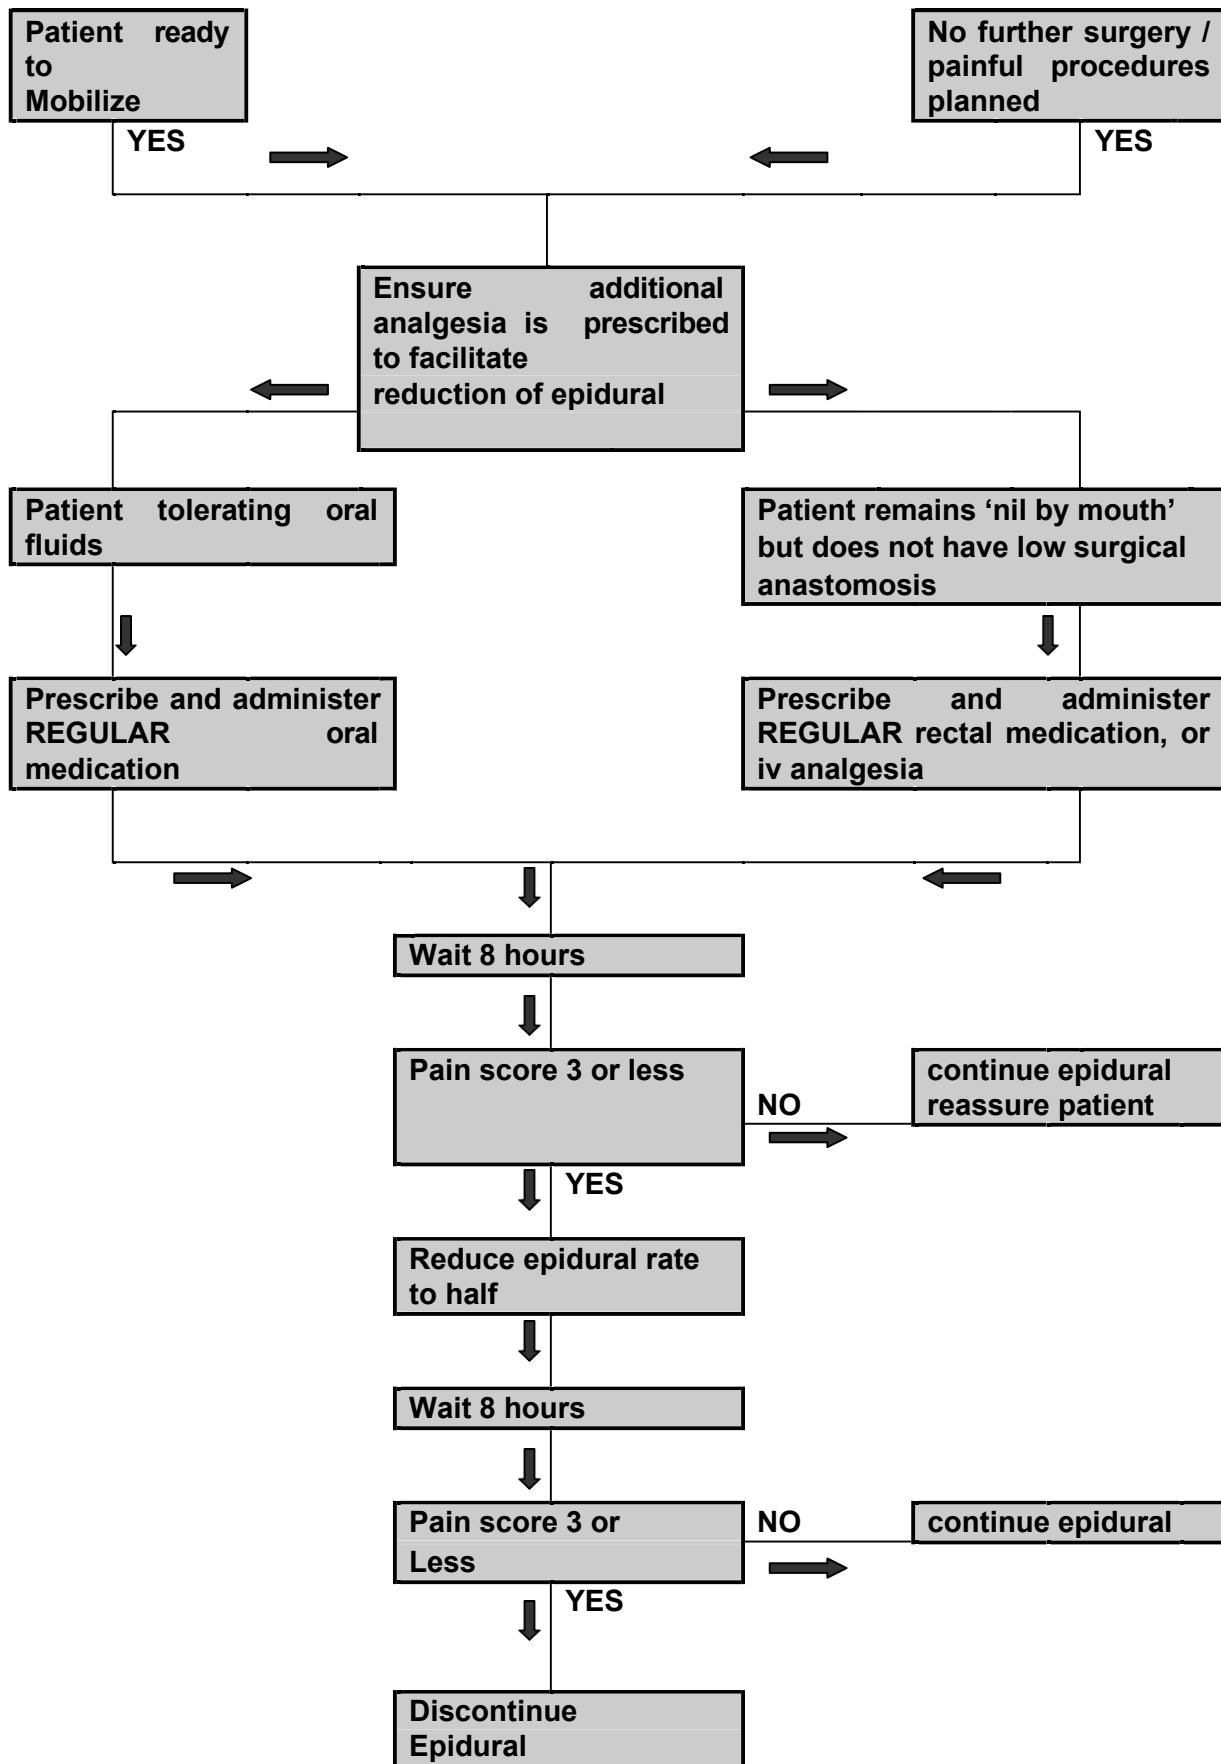 Patient ready
to
Mobilize
No further surgery /
painful procedures
planned
YES
YES
Ensure additional
analgesia is prescribed
to facilitate
reduction of epidural
Patient tolerating oral
fluids
Patient remains ‘nil by mouth’
but does not have low surgical
anastomosis
Prescribe and administer
REGULAR oral
medication
Prescribe and administer
REGULAR rectal medication, or
iv analgesia
Wait 8 hours
Pain score 3 or less
NO
continue epidural
reassure patient
YES
Reduce epidural rate
to half
Wait 8 hours
Pain score 3 or
Less
NO
continue epidural
YES
Discontinue
Epidural